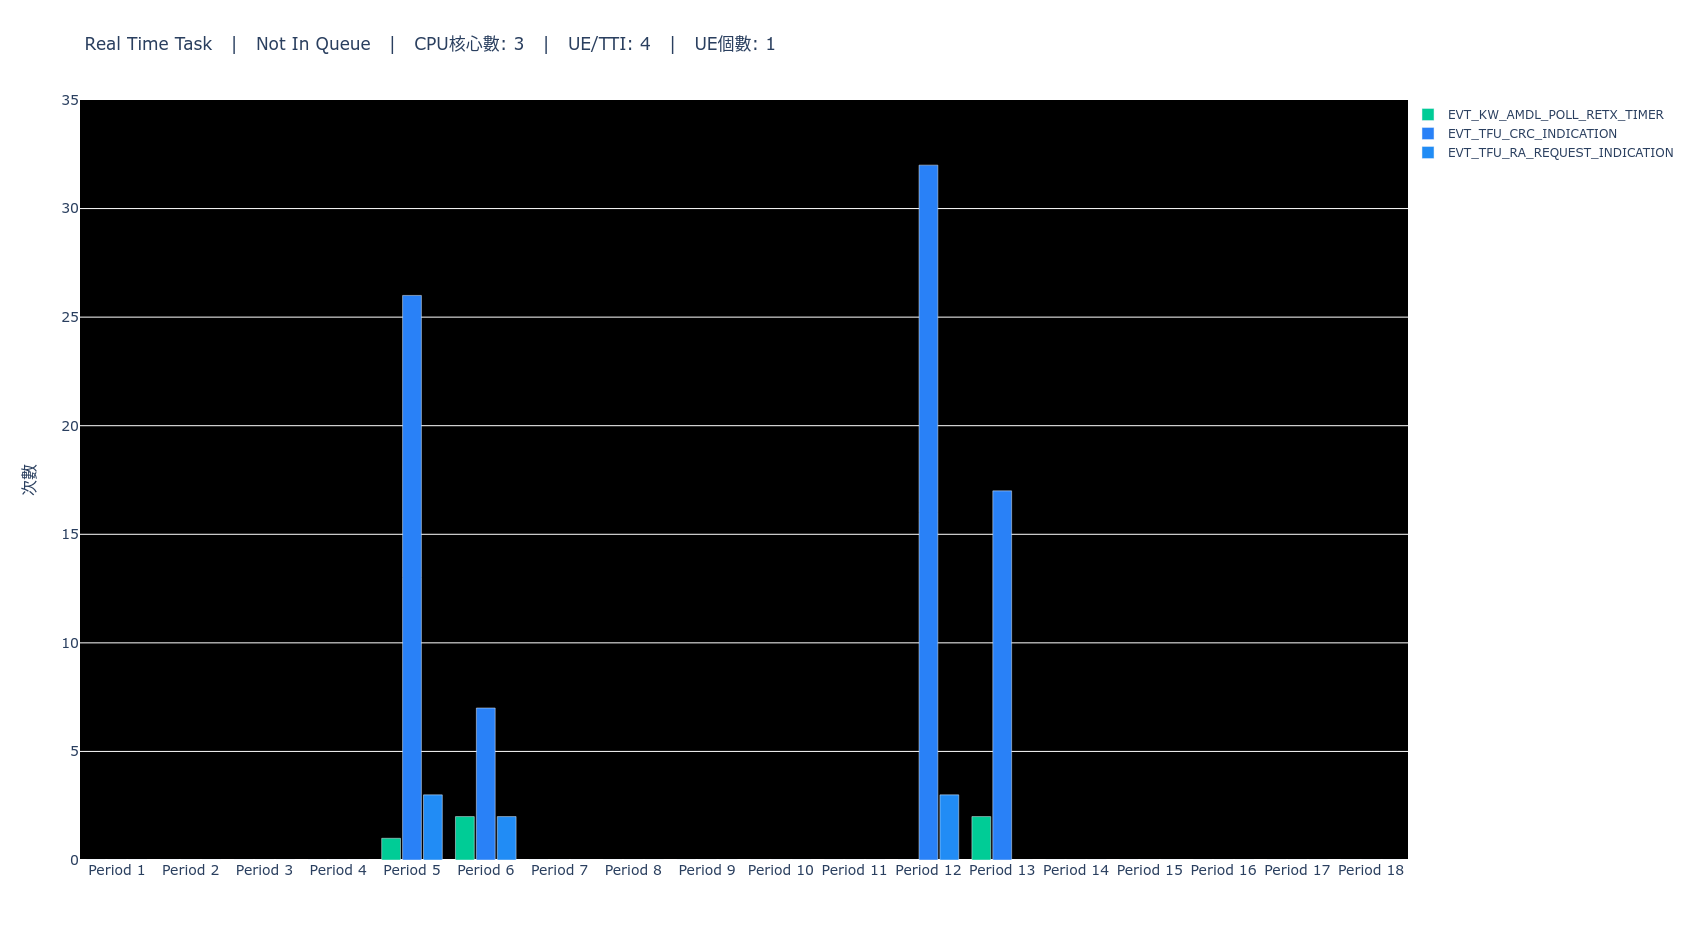 Real Time Task | Not In Queue | CPU核心數: 3 | UE/TTI: 4 | UE個數: 1
EVT_KW_AMDL_POLL_RETX_TIMER
EVT_TFU_CRC_INDICATION
EVT_TFU_RA_REQUEST_INDICATION
次數
35
30
25
20
15
10
5
0
Period 1 Period 2 Period 3 Period 4 Period 5 Period 6 Period 7 Period 8 Period 9 Period 10 Period 11 Period 12 Period 13 Period 14 Period 15 Period 16 Period 17 Period 18